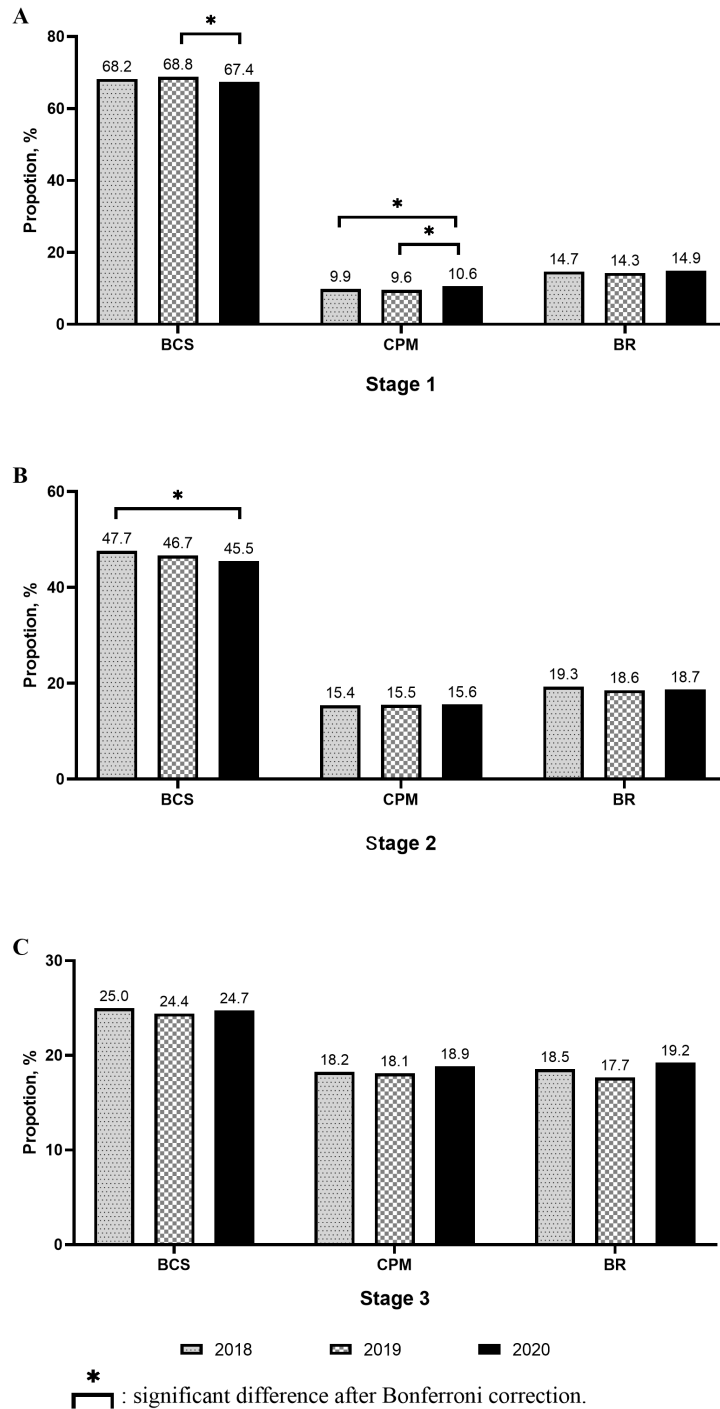 A
*
80
68.2 68.8 67.4
60
Propotion, %
40
*
*
20
14.7 14.3 14.9
9.9 9.6 10.6
0
BCS CPM BR
Stage 1
B
60
*
47.7 46.7 45.5
40
Propotion, %
20
19.3 18.6 18.7
15.4 15.5 15.6
0
BCS CPM BR
Stage 2
C
30
25.0 24.4 24.7
20
18.2 18.1 18.9 18.5 17.7 19.2
Propotion, %
10
0
BCS CPM BR
Stage 3
2018 2019 2020
* : significant difference after Bonferroni correction.